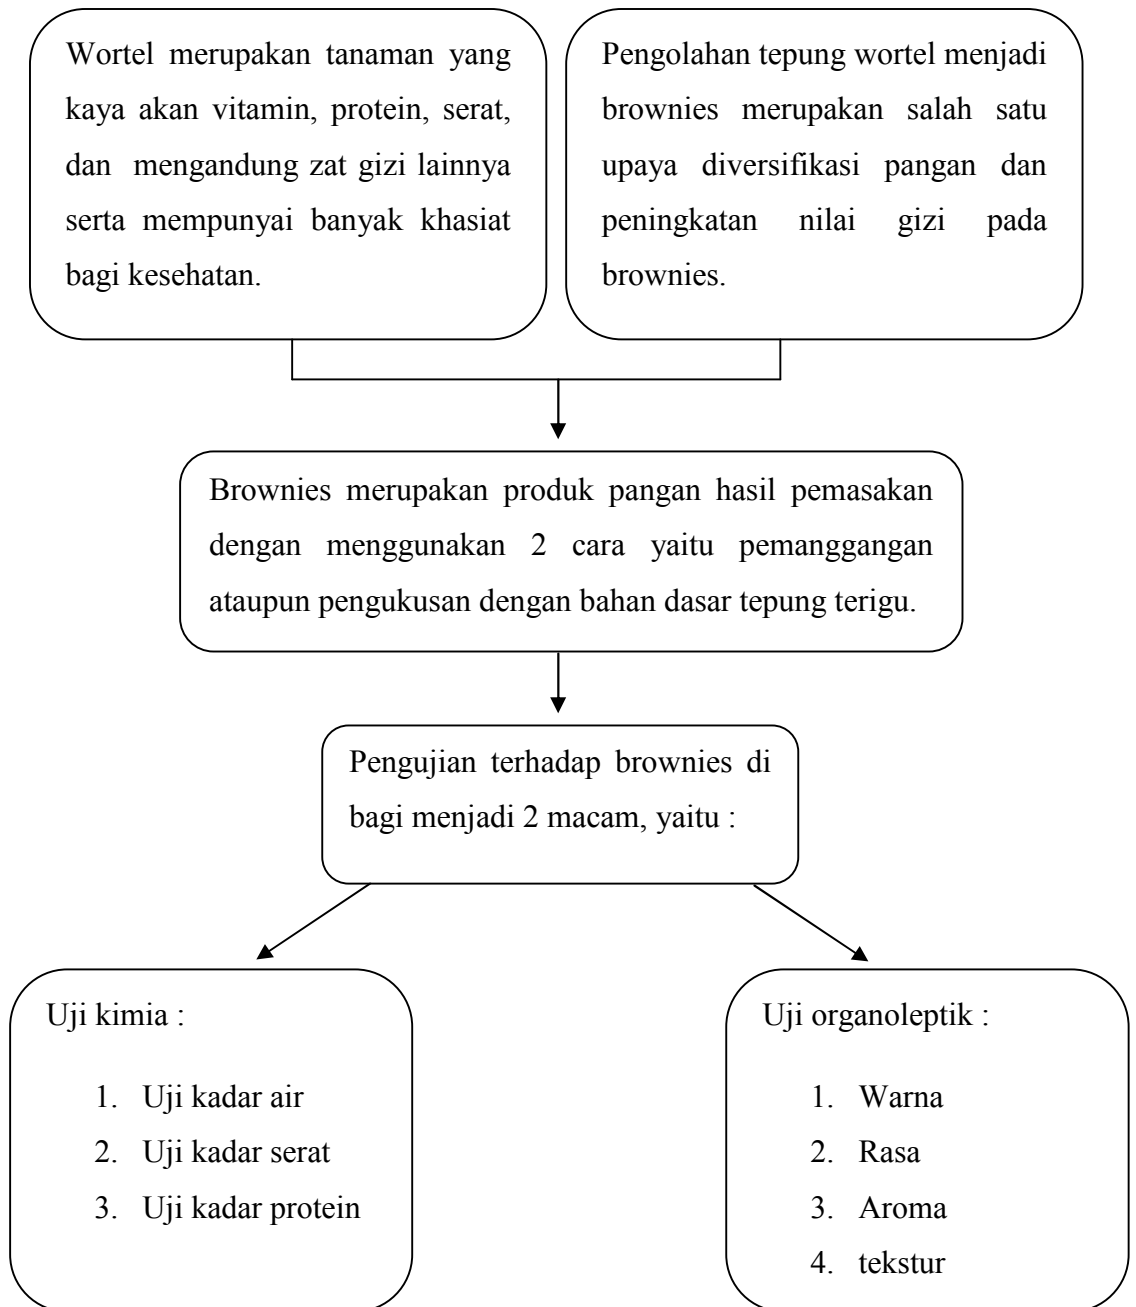 Wortel merupakan tanaman yang
kaya akan vitamin, protein, serat,
dan mengandung zat gizi lainnya
serta mempunyai banyak khasiat
bagi kesehatan.
Pengolahan tepung wortel menjadi
brownies merupakan salah satu
upaya diversifikasi pangan dan
peningkatan nilai gizi pada
brownies.
Brownies merupakan produk pangan hasil pemasakan
dengan menggunakan 2 cara yaitu pemanggangan
ataupun pengukusan dengan bahan dasar tepung terigu.
Pengujian terhadap brownies di
bagi menjadi 2 macam, yaitu :
Uji kimia :
1. Uji kadar air
2. Uji kadar serat
3. Uji kadar protein
Uji organoleptik :
1. Warna
2. Rasa
3. Aroma
4. tekstur